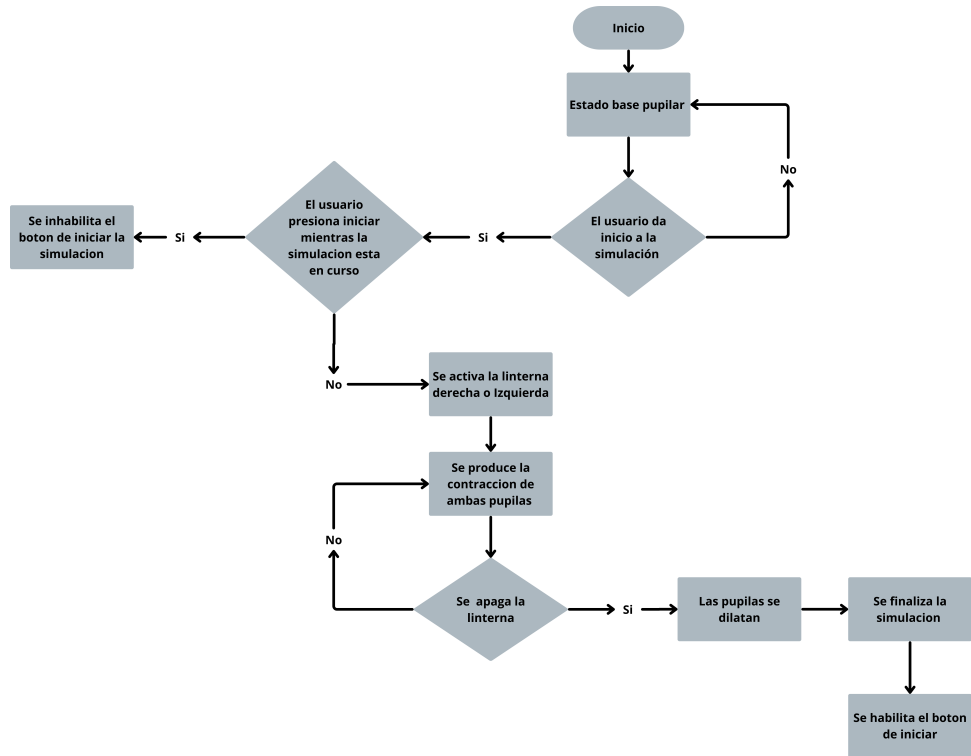 Inicio
Estado base pupilar
No
El usuario da
inicio a la
simulación
Si
El usuario
presiona iniciar
mientras la
simulacion esta
en curso
Si
Se inhabilita el
boton de iniciar la
simulacion
No
Se activa la linterna
derecha o Izquierda
Se produce la
contraccion de
ambas pupilas
No
Se apaga la
linterna
Si
Las pupilas se
dilatan
Se finaliza la
simulacion
Se habilita el boton
de iniciar